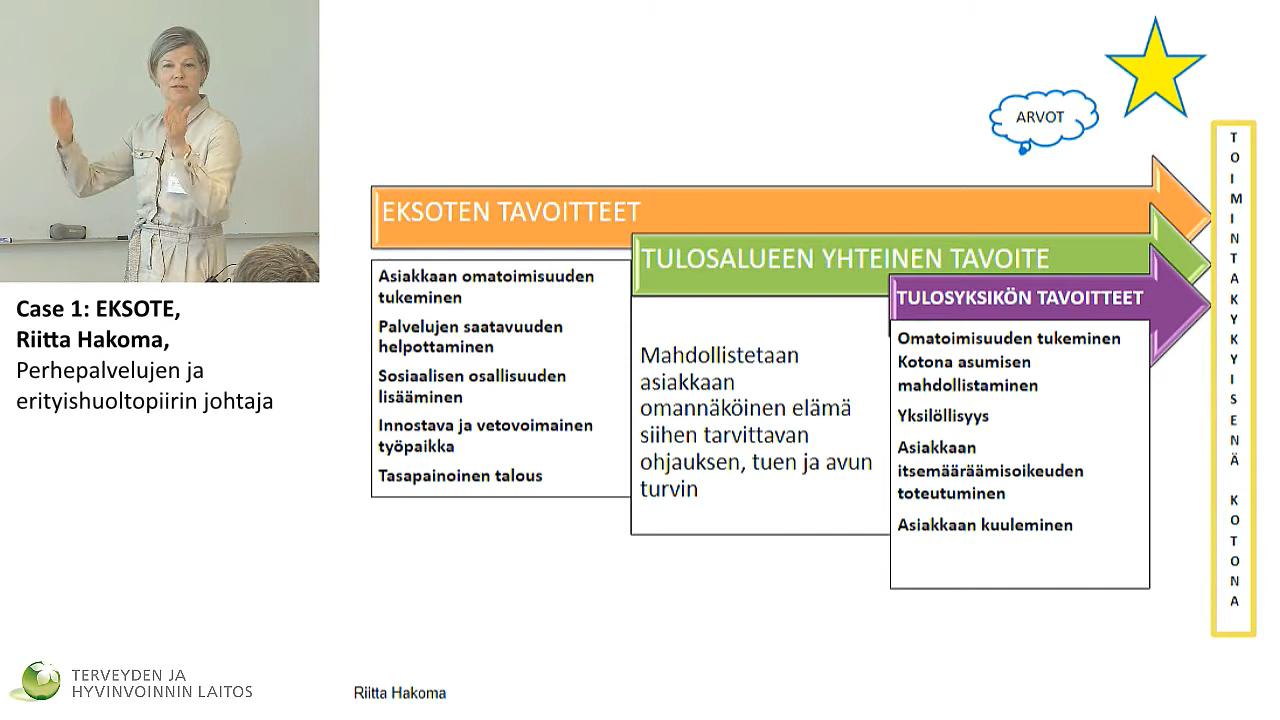 Case 1: EKSOTE,
Riitta Hakoma,
Perhepalvelujen ja
erityishuoltopiirin johtaja
TERVEYDEN JA
HYVINVOINNIN LAITOS
ARVOT
EKSOTEN TAVOITTEET
Asiakkaan omatoimisuuden
tukeminen
Palvelujen saatavuuden
helpottaminen
Sosiaalisen osallisuuden
lisääminen
Innostava ja vetovoimainen
työpaikka
Tasapainoinen talous
TULOSALUEEN YHTEINEN TAVOITE
Mahdollistetaan
asiakkaan
omannäköinen elämä
siihen tarvittavan
ohjauksen, tuen ja avun
turvin
TULOSYKSIKÖN TAVOITTEET
Omatoimisuuden tukeminen
Kotona asumisen
mahdollistaminen
Yksilöllisyys
Asiakkaan
itsemääräämisoikeuden
toteutuminen
Asiakkaan kuuleminen
TOIMINTAKYKYISENÄ KOTONA
Riitta Hakoma